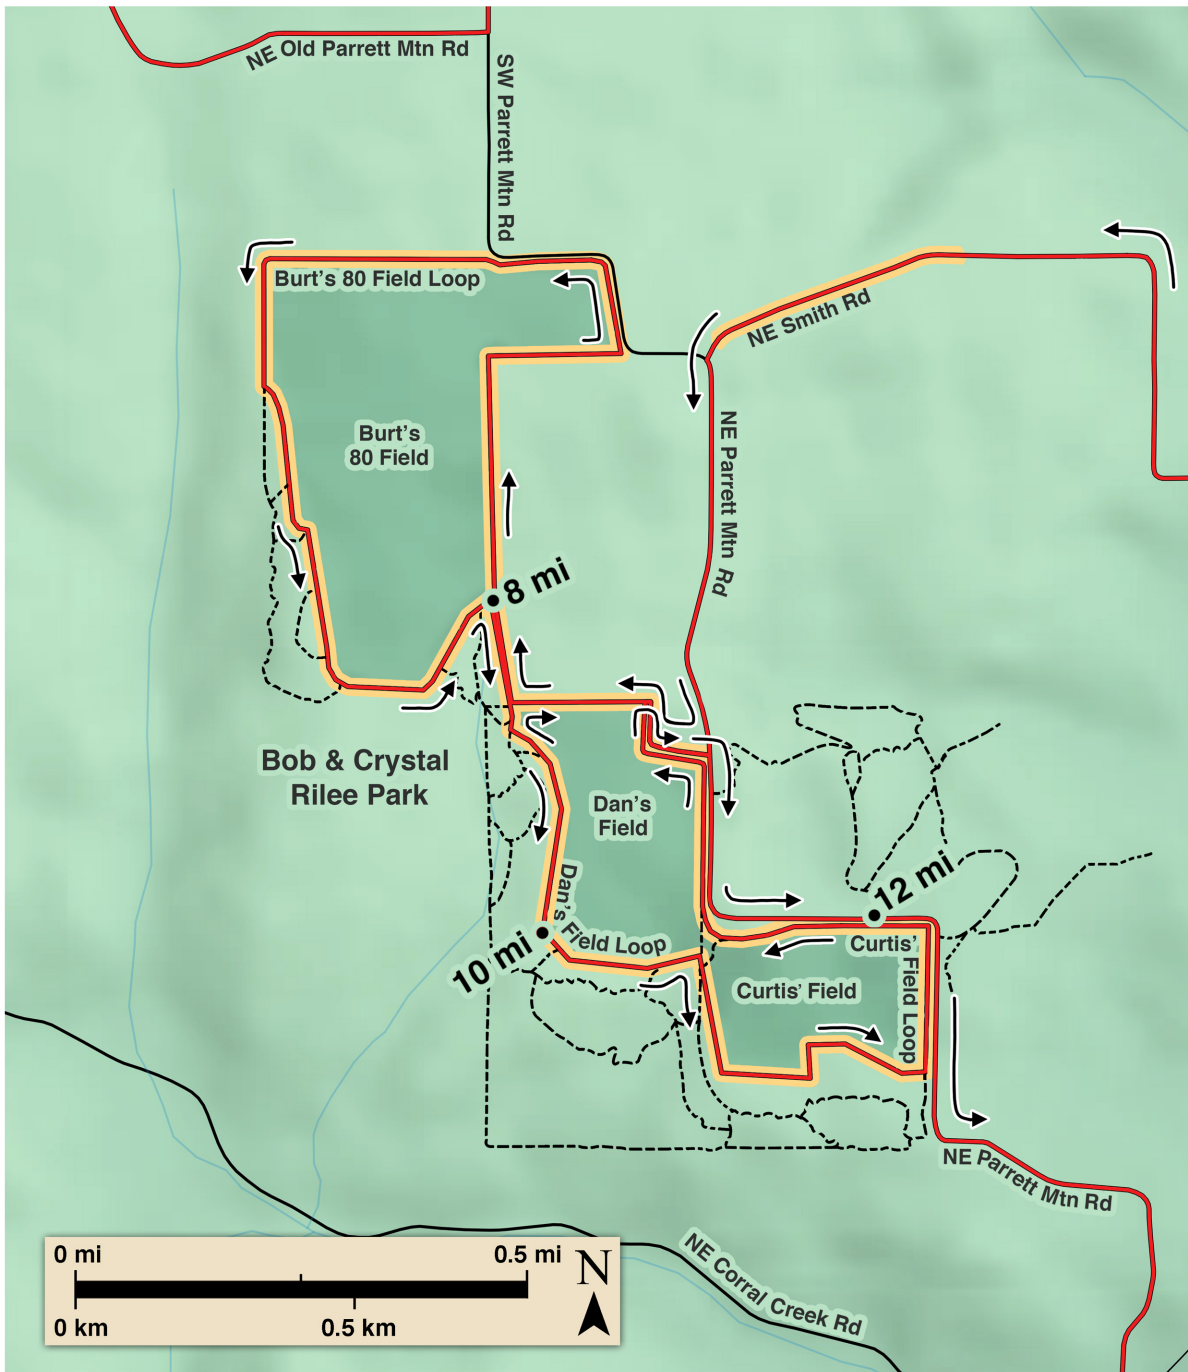 NE Old Parrett Mtn Rd
SW Parrett Mtn Rd
Burt's 80 Field Loop
NE Smith Rd
Burt's
80 Field
NE Parrett Mtn Rd
8 mi
Bob & Crystal
Rilee Park
Dan's
Field
Dan's Field Loop
12 mi
10 mi
Curtis' Field Loop
Curtis' Field
NE Parrett Mtn Rd
NE Corral Creek Rd
0 mi
0.5 mi
N
0 km
0.5 km